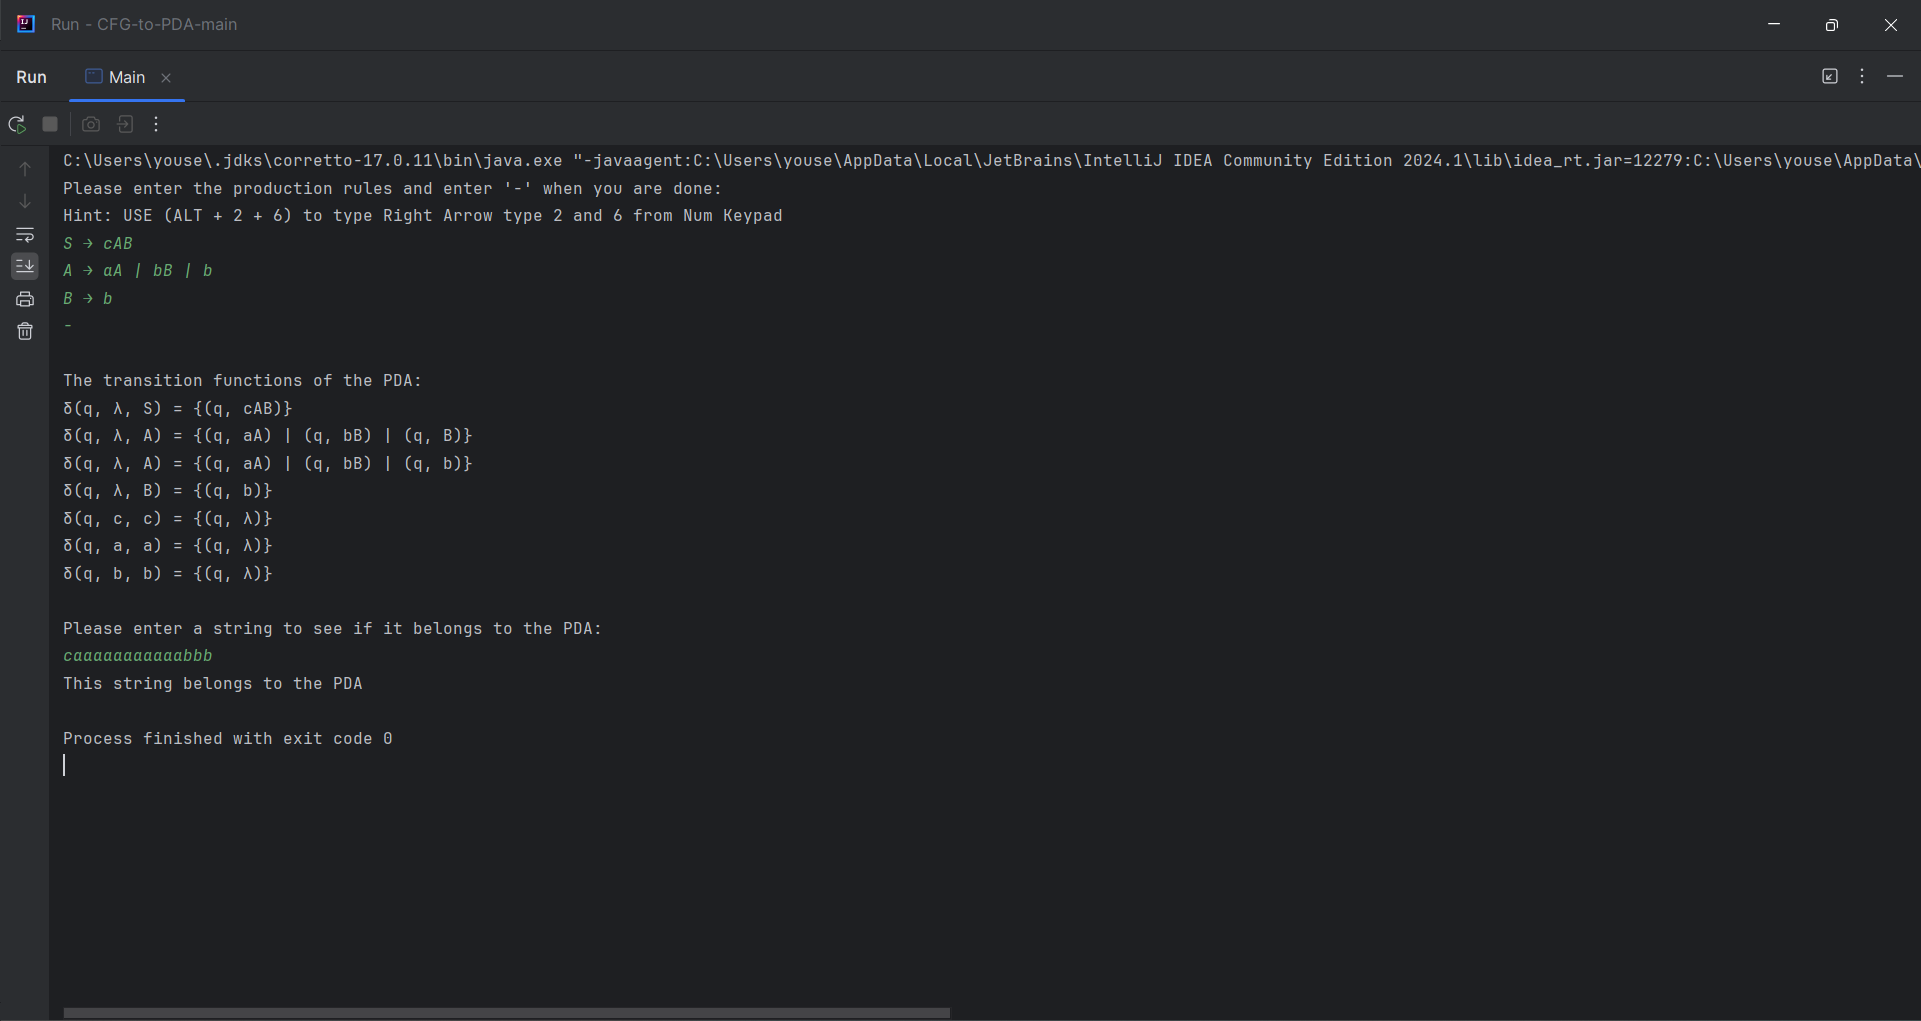 Run - CFG-to-PDA-main
Run Main
C:\Users\youse\.jdks\corretto-17.0.11\bin\java.exe "-javaagent:C:\Users\youse\AppData\Local\JetBrains\IntelliJ IDEA Community Edition 2024.1\lib\idea_rt.jar=12279:C:\Users\youse\AppData\
Please enter the production rules and enter '-' when you are done:
Hint: USE (ALT + 2 + 6) to type Right Arrow type 2 and 6 from Num Keypad
S → cAB
A → aA | bB | b
B → b
-
The transition functions of the PDA:
δ(q, λ, S) = {(q, cAB)}
δ(q, λ, A) = {(q, aA) | (q, bB) | (q, B)}
δ(q, λ, A) = {(q, aA) | (q, bB) | (q, b)}
δ(q, λ, B) = {(q, b)}
δ(q, c, c) = {(q, λ)}
δ(q, a, a) = {(q, λ)}
δ(q, b, b) = {(q, λ)}
Please enter a string to see if it belongs to the PDA:
caaaaaaaaaaabbb
This string belongs to the PDA
Process finished with exit code 0